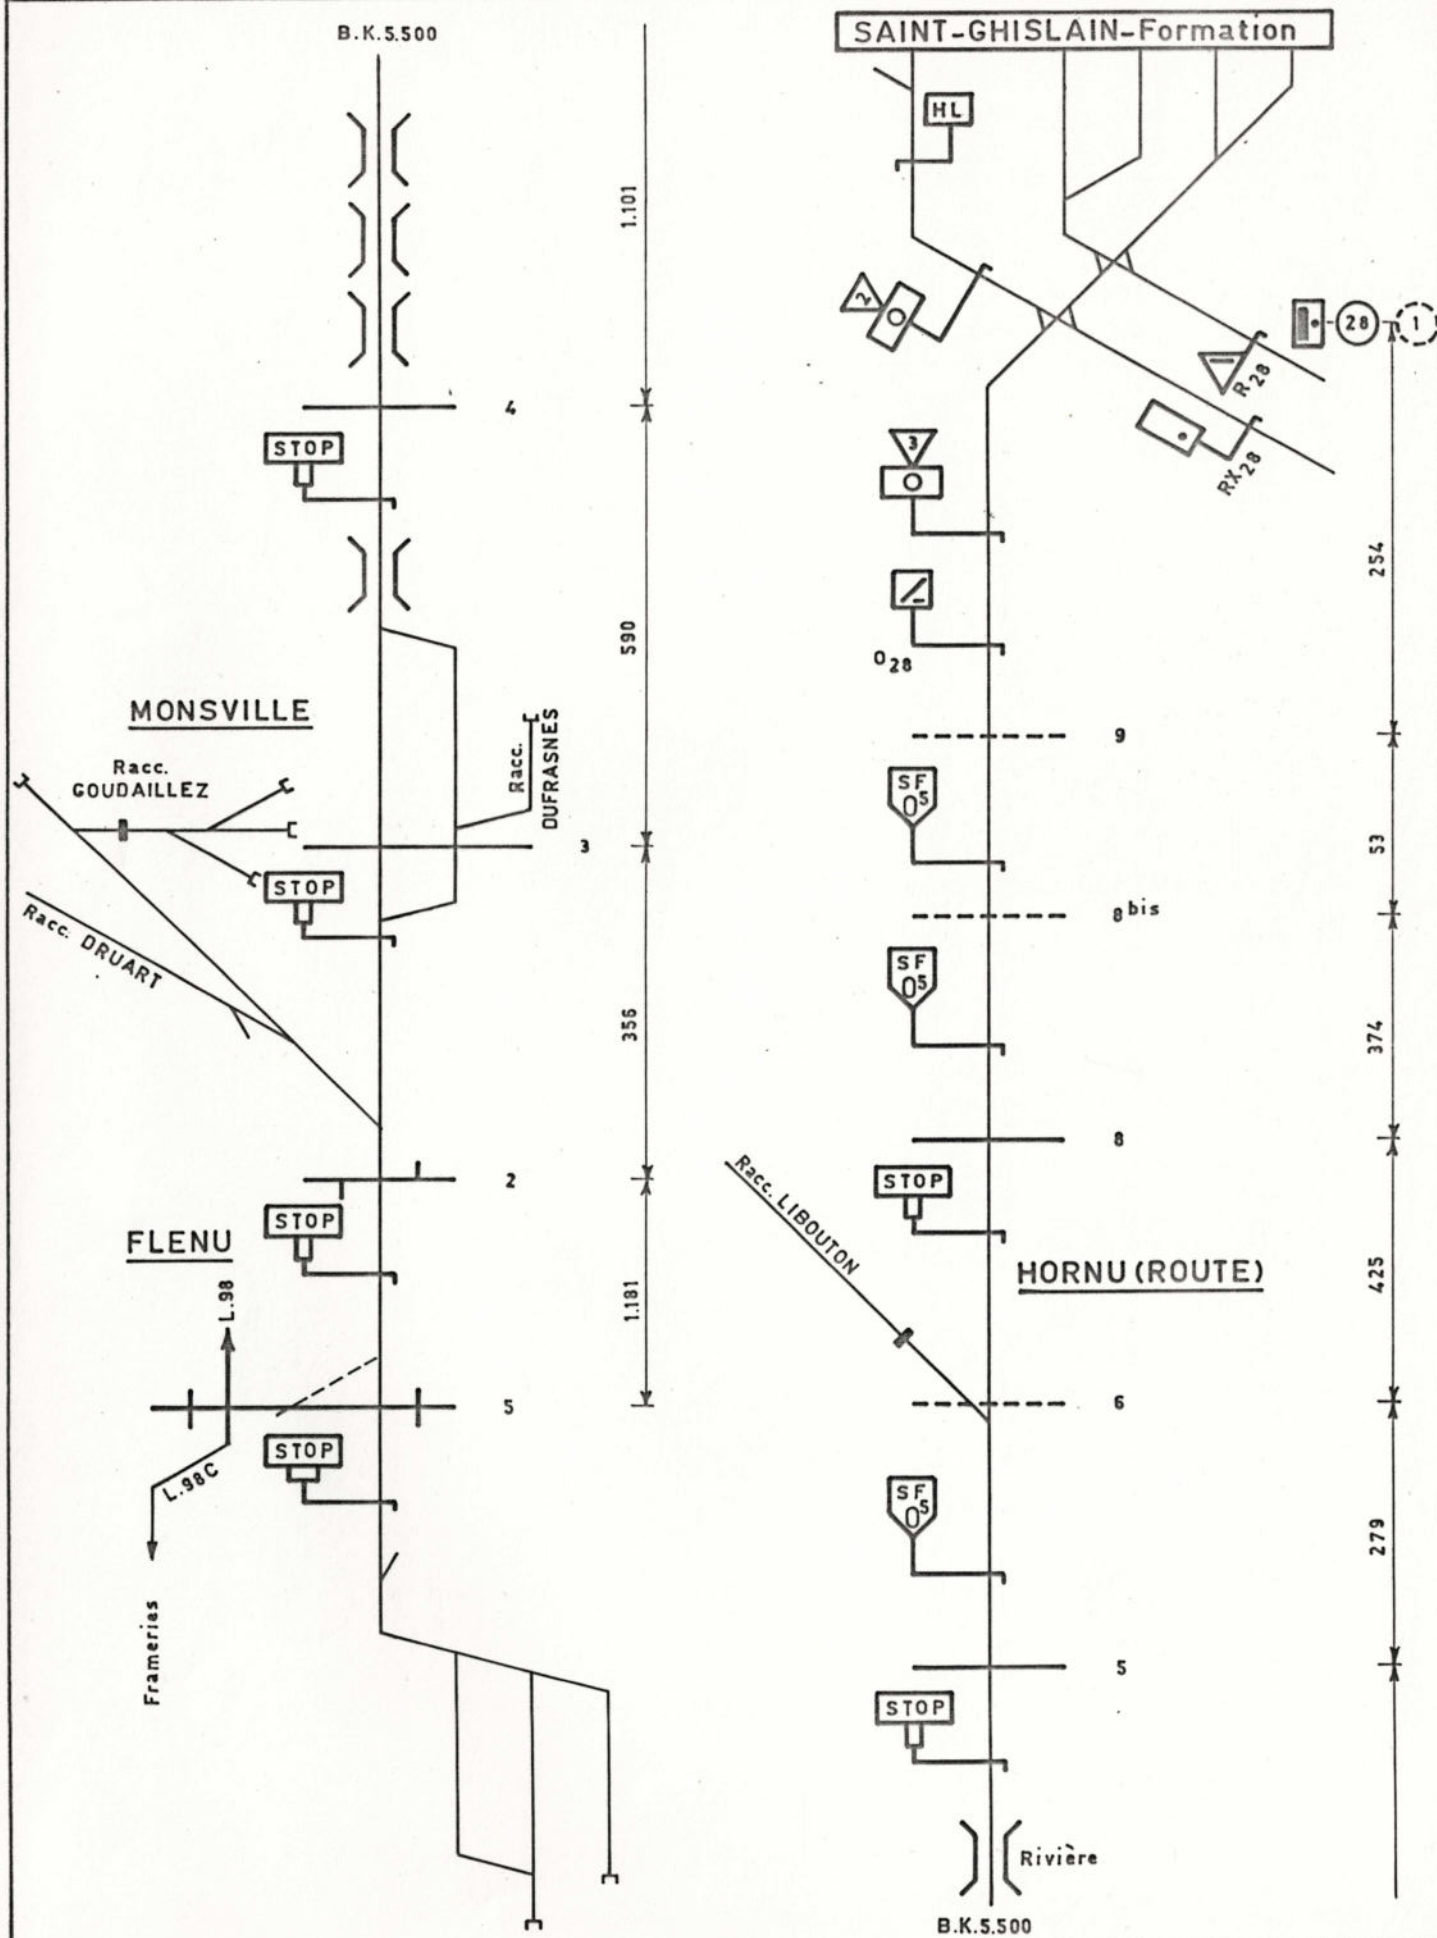 B.K.5.500
1.101
4
STOP
590
MONSVILLE
Racc.
GOUDAILLEZ
Racc.
DUFRASNES
3
STOP
Racc. DRUART
356
2
STOP
FLENU
L.98
1.181
5
STOP
L.98C
Frameries
SAINT-GHISLAIN-Formation
HL
2
28
1
R28
RX28
3
254
O28
9
SF
05
53
8bis
SF
05
374
8
STOP
Racc. LIBOUTON
HORNU (ROUTE)
425
6
SF
05
279
5
STOP
Rivière
B.K.5.500